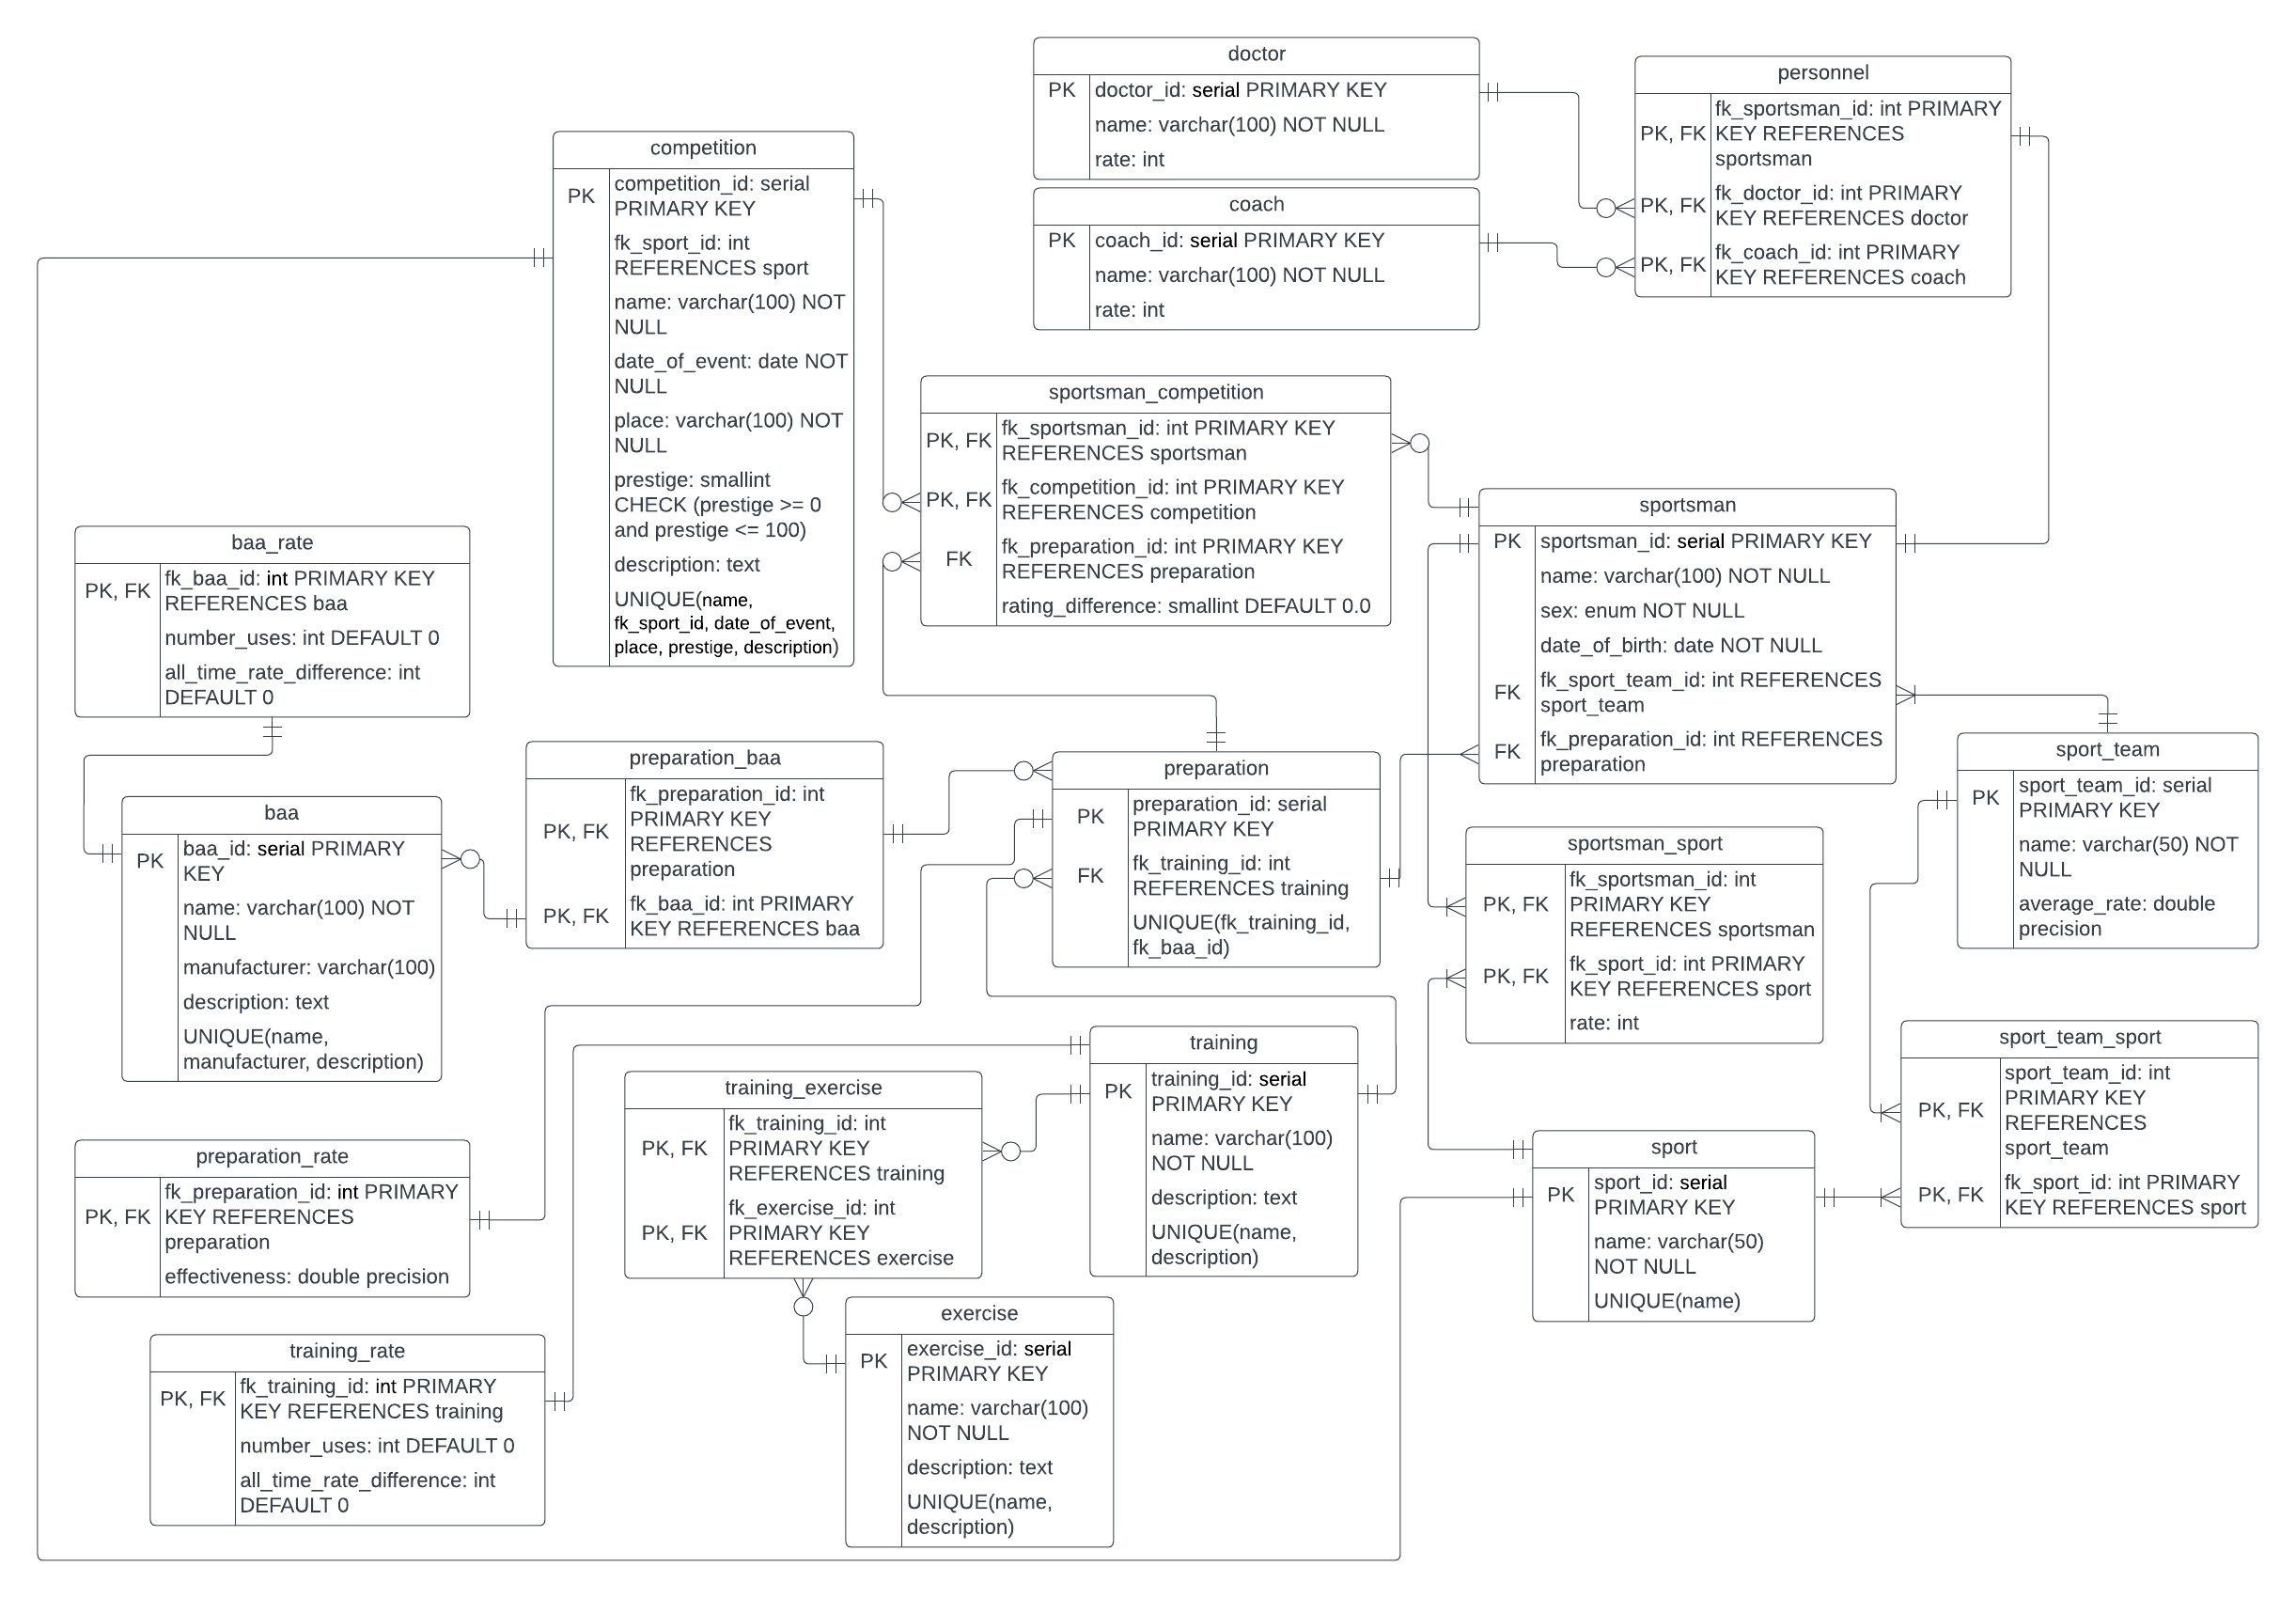 doctor
PK
doctor_id: serial PRIMARY KEY
name: varchar(100) NOT NULL
rate: int
personnel
PK, FK
fk_sportsman_id: int PRIMARY
KEY REFERENCES
sportsman
PK, FK
fk_doctor_id: int PRIMARY
KEY REFERENCES doctor
PK, FK
fk_coach_id: int PRIMARY
KEY REFERENCES coach
competition
PK
competition_id: serial
PRIMARY KEY
fk_sport_id: int
REFERENCES sport
name: varchar(100) NOT
NULL
date_of_event: date NOT
NULL
place: varchar(100) NOT
NULL
prestige: smallint
CHECK (prestige >= 0
and prestige <= 100)
description: text
UNIQUE(name,
fk_sport_id, date_of_event,
place, prestige, description)
coach
PK
coach_id: serial PRIMARY KEY
name: varchar(100) NOT NULL
rate: int
sportsman_competition
PK, FK
fk_sportsman_id: int PRIMARY KEY
REFERENCES sportsman
PK, FK
fk_competition_id: int PRIMARY KEY
REFERENCES competition
FK
fk_preparation_id: int PRIMARY KEY
REFERENCES preparation
rating_difference: smallint DEFAULT 0.0
sportsman
PK
sportsman_id: serial PRIMARY KEY
name: varchar(100) NOT NULL
sex: enum NOT NULL
date_of_birth: date NOT NULL
FK
fk_sport_team_id: int REFERENCES
sport_team
FK
fk_preparation_id: int REFERENCES
preparation
baa_rate
PK, FK
fk_baa_id: int PRIMARY KEY
REFERENCES baa
number_uses: int DEFAULT 0
all_time_rate_difference: int
DEFAULT 0
baa
PK
baa_id: serial PRIMARY
KEY
name: varchar(100) NOT
NULL
manufacturer: varchar(100)
description: text
UNIQUE(name,
manufacturer, description)
preparation_baa
PK, FK
fk_preparation_id: int
PRIMARY KEY
REFERENCES
preparation
PK, FK
fk_baa_id: int PRIMARY
KEY REFERENCES baa
preparation
PK
preparation_id: serial
PRIMARY KEY
FK
fk_training_id: int
REFERENCES training
UNIQUE(fk_training_id,
fk_baa_id)
sport_team
PK
sport_team_id: serial
PRIMARY KEY
name: varchar(50) NOT
NULL
average_rate: double
precision
sportsman_sport
PK, FK
fk_sportsman_id: int
PRIMARY KEY
REFERENCES sportsman
PK, FK
fk_sport_id: int PRIMARY
KEY REFERENCES sport
rate: int
sport_team_sport
PK, FK
sport_team_id: int
PRIMARY KEY
REFERENCES
sport_team
PK, FK
fk_sport_id: int PRIMARY
KEY REFERENCES sport
training
PK
training_id: serial
PRIMARY KEY
name: varchar(100)
NOT NULL
description: text
UNIQUE(name,
description)
training_exercise
PK, FK
fk_training_id: int
PRIMARY KEY
REFERENCES training
PK, FK
fk_exercise_id: int
PRIMARY KEY
REFERENCES exercise
sport
PK
sport_id: serial
PRIMARY KEY
name: varchar(50)
NOT NULL
UNIQUE(name)
preparation_rate
PK, FK
fk_preparation_id: int PRIMARY
KEY REFERENCES
preparation
effectiveness: double precision
exercise
PK
exercise_id: serial
PRIMARY KEY
name: varchar(100)
NOT NULL
description: text
UNIQUE(name,
description)
training_rate
PK, FK
fk_training_id: int PRIMARY
KEY REFERENCES training
number_uses: int DEFAULT 0
all_time_rate_difference: int
DEFAULT 0